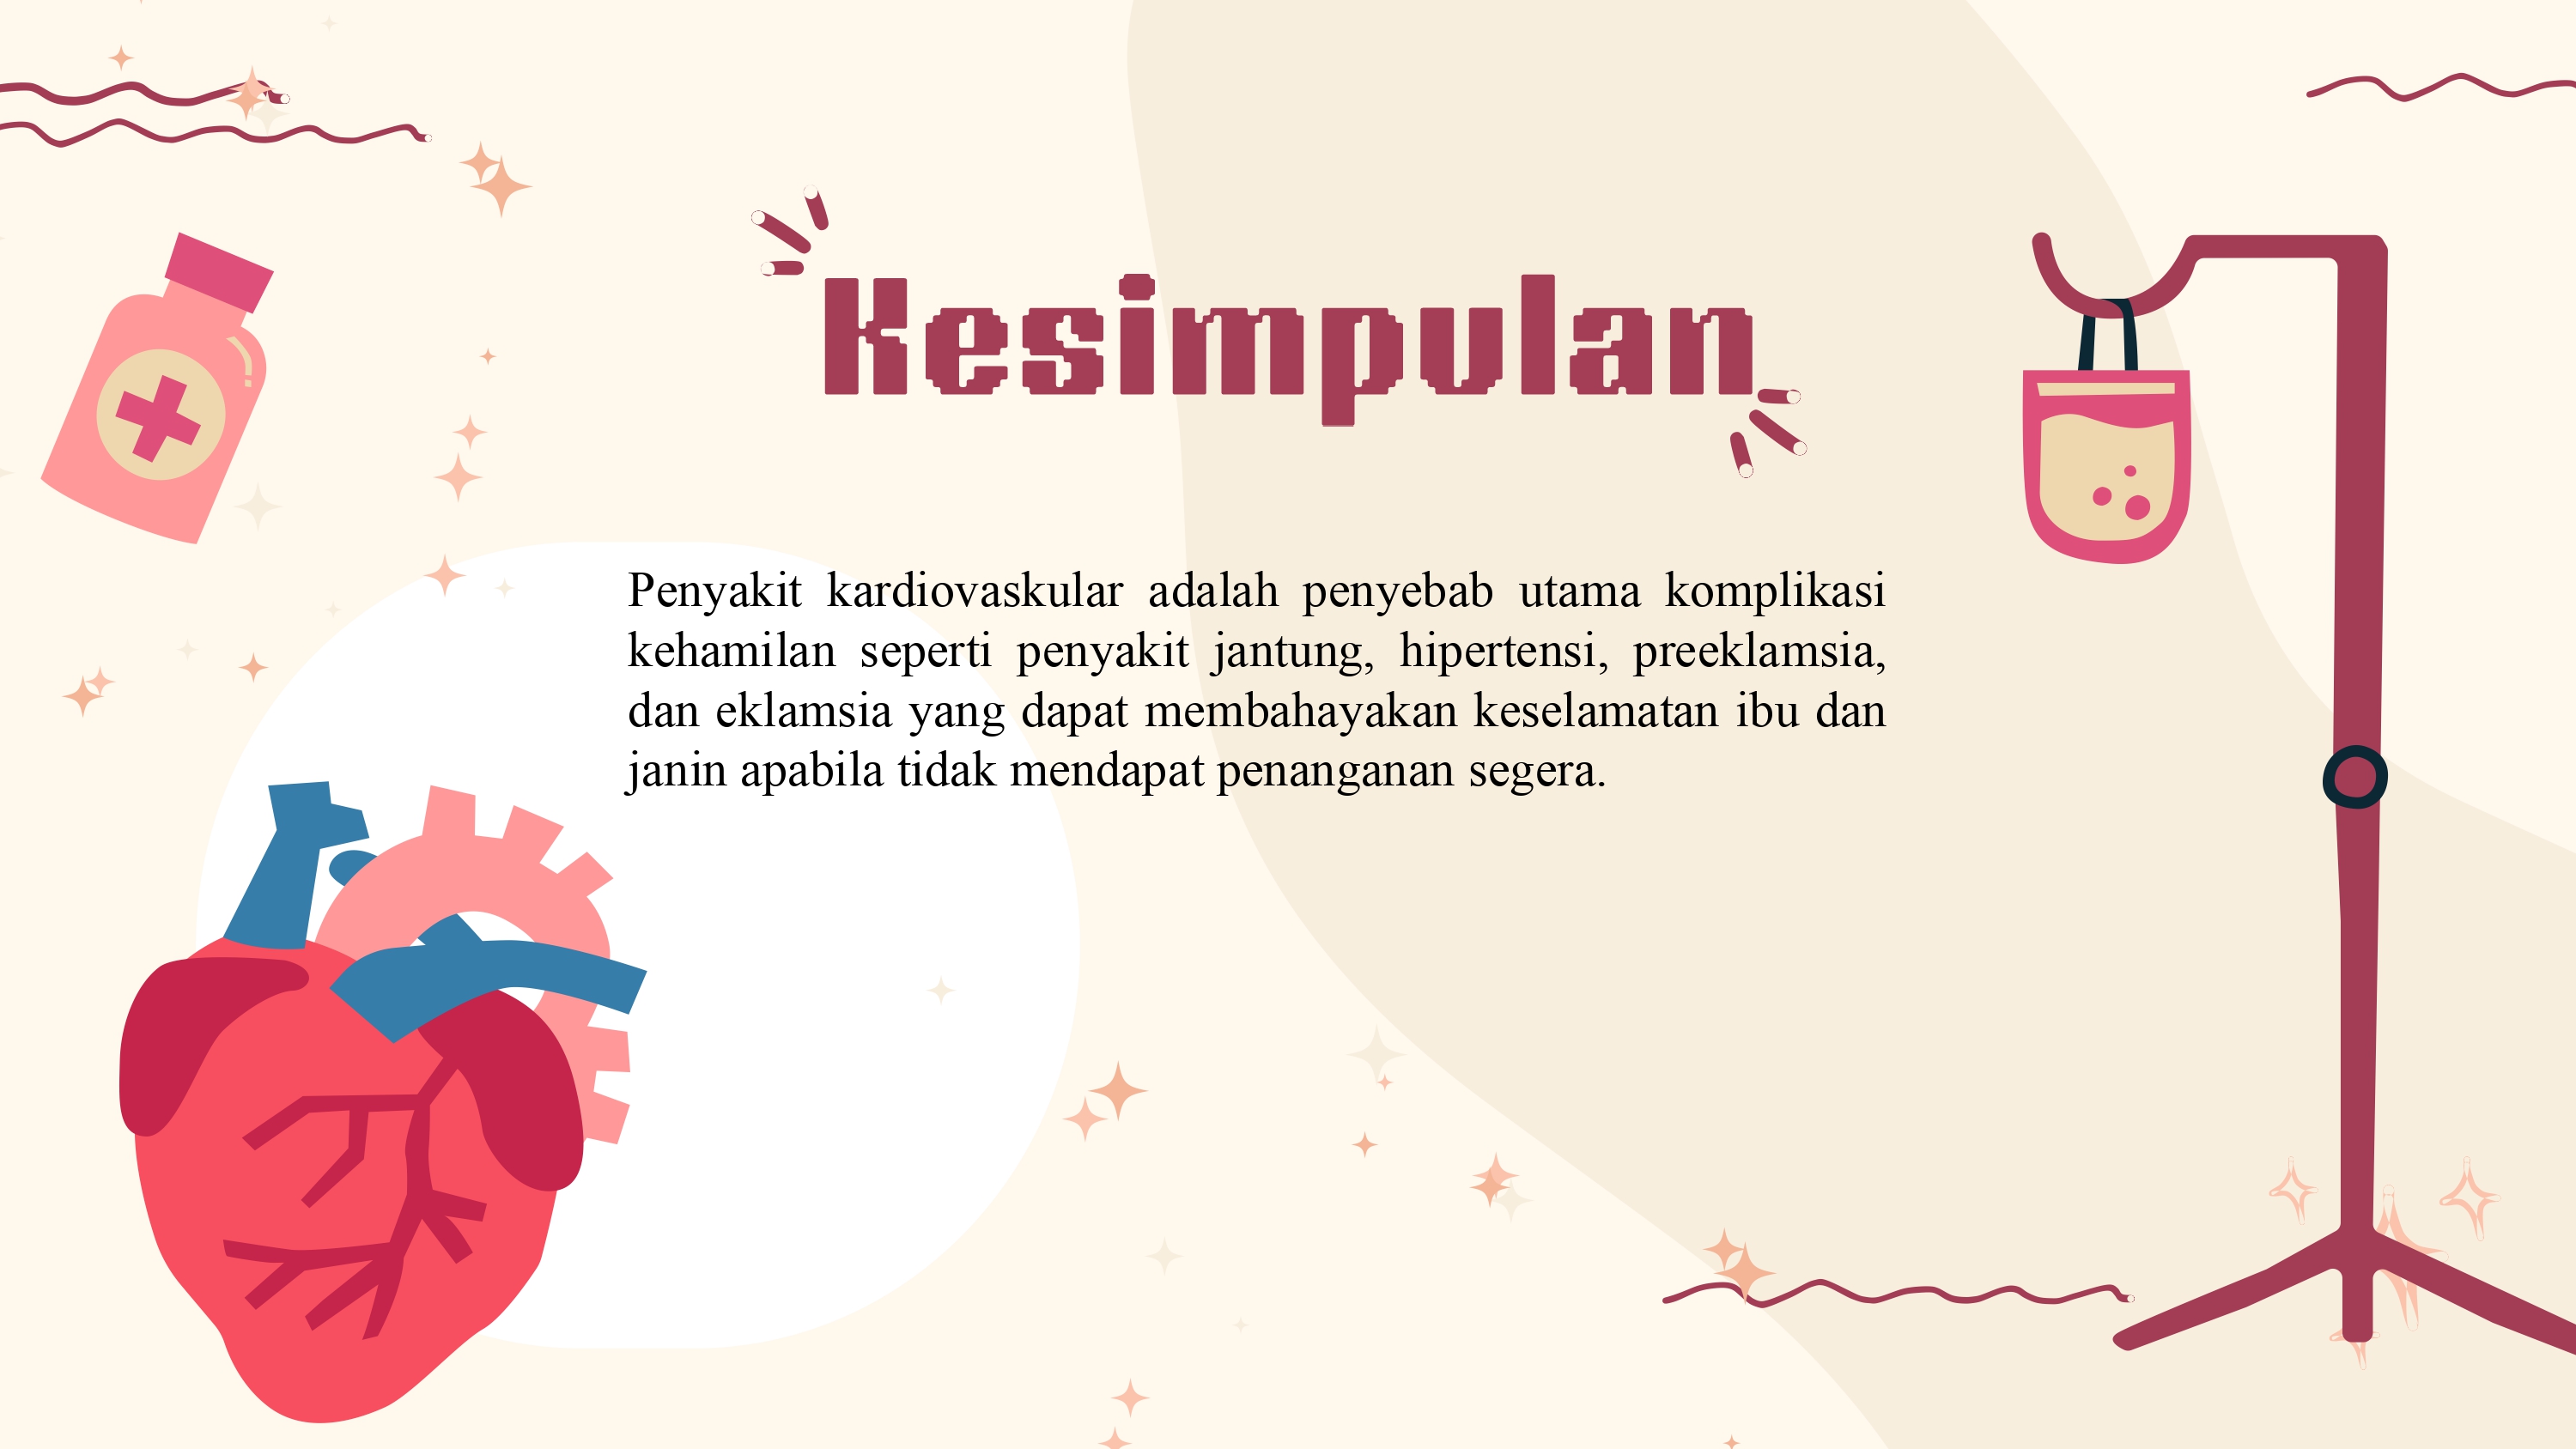 Kesimpulan
Penyakit kardiovaskular adalah penyebab utama komplikasi
kehamilan seperti penyakit jantung, hipertensi, preeklamsia,
dan eklamsia yang dapat membahayakan keselamatan ibu dan
janin apabila tidak mendapat penanganan segera.